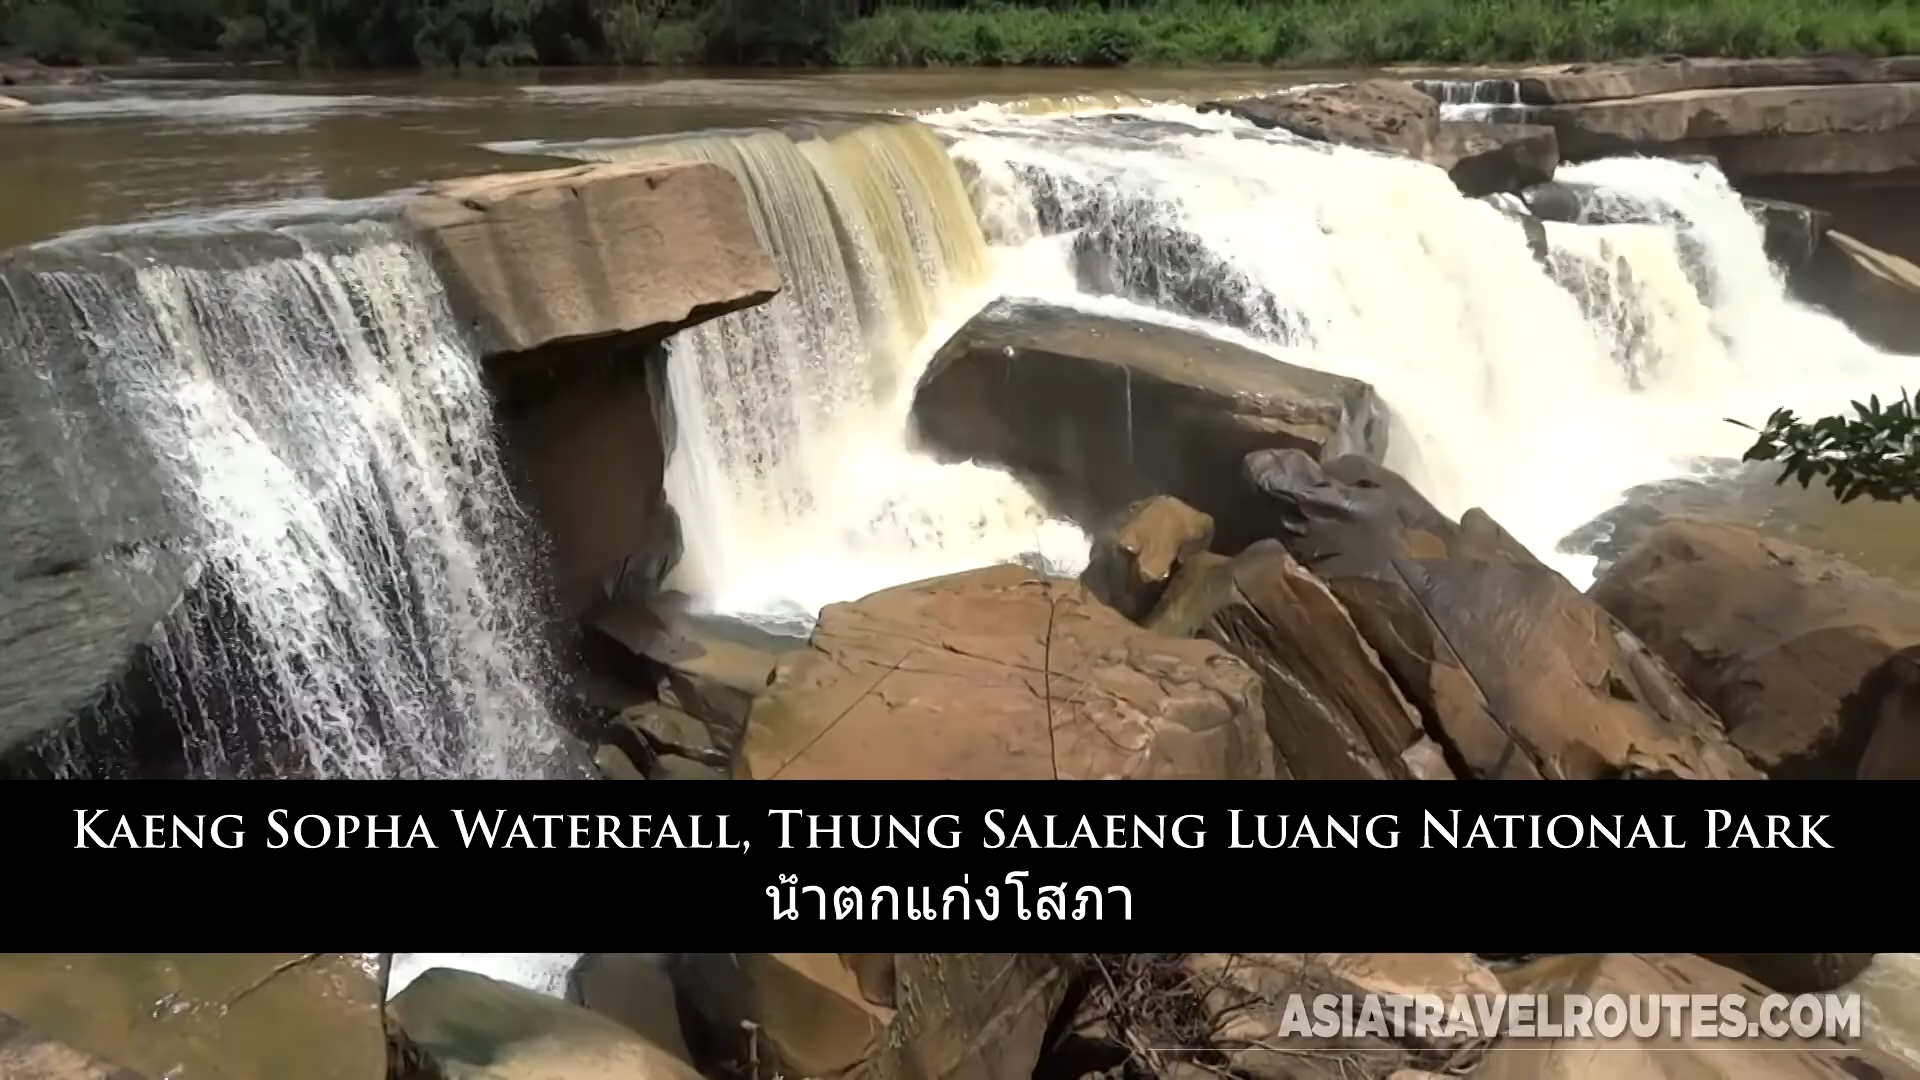 Kaeng Sopha Waterfall, Thung Salaeng Luang National Park
น้ำตกแก่งโสภา
ASIATRAVELROUTES.COM